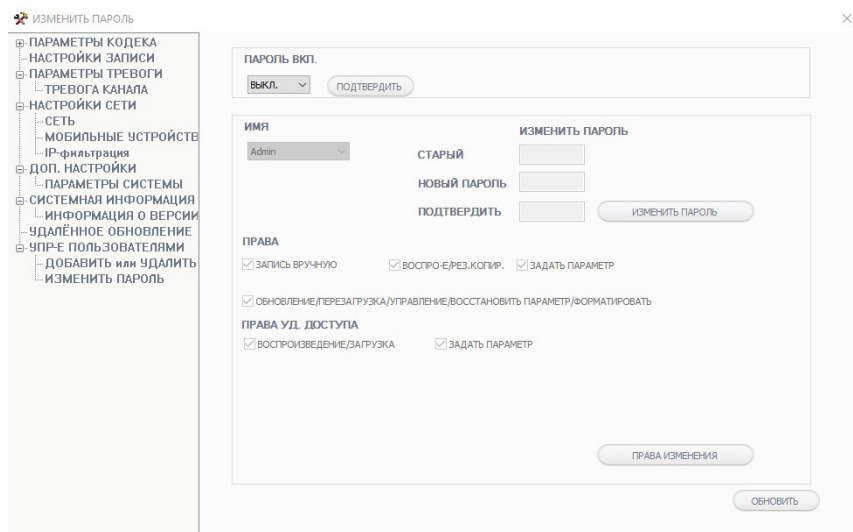 ИЗМЕНИТЬ ПАРОЛЬ
ПАРАМЕТРЫ КОДЕКА
НАСТРОЙКИ ЗАПИСИ
ПАРАМЕТРЫ ТРЕВОГИ
ТРЕВОГА КАНАЛА
НАСТРОЙКИ СЕТИ
СЕТЬ
МОБИЛЬНЫЕ УСТРОЙСТВ
IP-фильтрация
ДОП. НАСТРОЙКИ
ПАРАМЕТРЫ СИСТЕМЫ
СИСТЕМНАЯ ИНФОРМАЦИЯ
ИНФОРМАЦИЯ О ВЕРСИИ
УДАЛЁННОЕ ОБНОВЛЕНИЕ
УПР-Е ПОЛЬЗОВАТЕЛЯМИ
ДОБАВИТЬ или УДАЛИТЬ
ИЗМЕНИТЬ ПАРОЛЬ
ПАРОЛЬ ВКП.
ВЫКЛ. ПОДТВЕРДИТЬ
ИМЯ
ИЗМЕНИТЬ ПАРОЛЬ
Admin
СТАРЫЙ
НОВЫЙ ПАРОЛЬ
ПОДТВЕРДИТЬ ИЗМЕНИТЬ ПАРОЛЬ
ПРАВА
ЗАПИСЬ ВРУЧНУЮ ВОСПРО-Е/РЕЗ.КОПИР. ЗАДАТЬ ПАРАМЕТР
ОБНОВЛЕНИЕ/ПЕРЕЗАГРУЗКА/УПРАВЛЕНИЕ/ВОССТАНОВИТЬ ПАРАМЕТР/ФОРМАТИРОВАТЬ
ПРАВА УД. ДОСТУПА
ВОСПРОИЗВЕДЕНИЕ/ЗАГРУЗКА ЗАДАТЬ ПАРАМЕТР
ПРАВА ИЗМЕНЕНИЯ
ОБНОВИТЬ